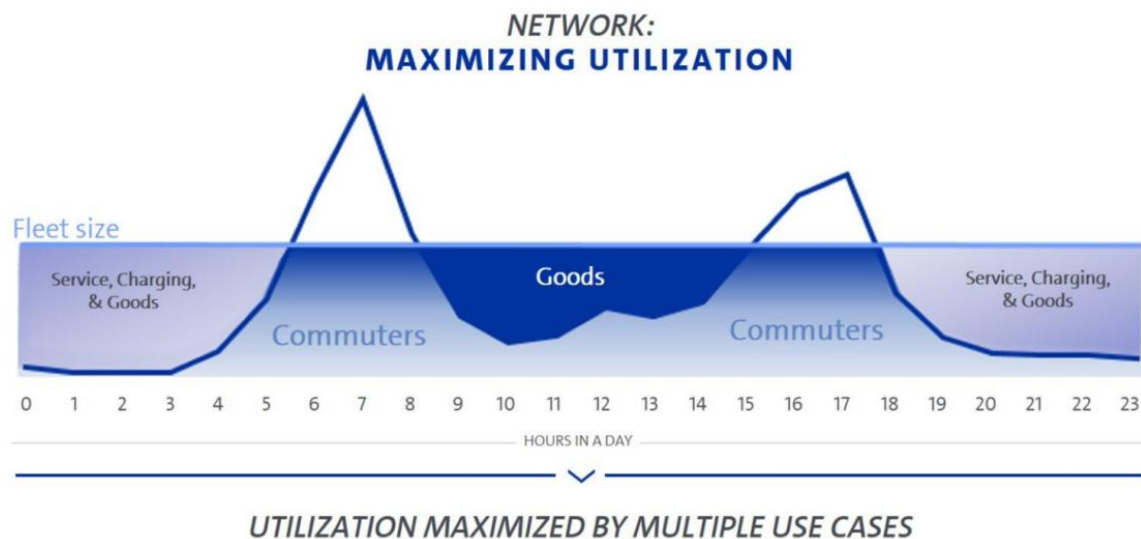 NETWORK:
MAXIMIZING UTILIZATION
Fleet size
Service, Charging,
& Goods
Goods
Service, Charging,
& Goods
Commuters
Commuters
0 1 2 3 4 5 6 7 8 9 10 11 12 13 14 15 16 17 18 19 20 21 22 23
HOURS IN A DAY
UTILIZATION MAXIMIZED BY MULTIPLE USE CASES